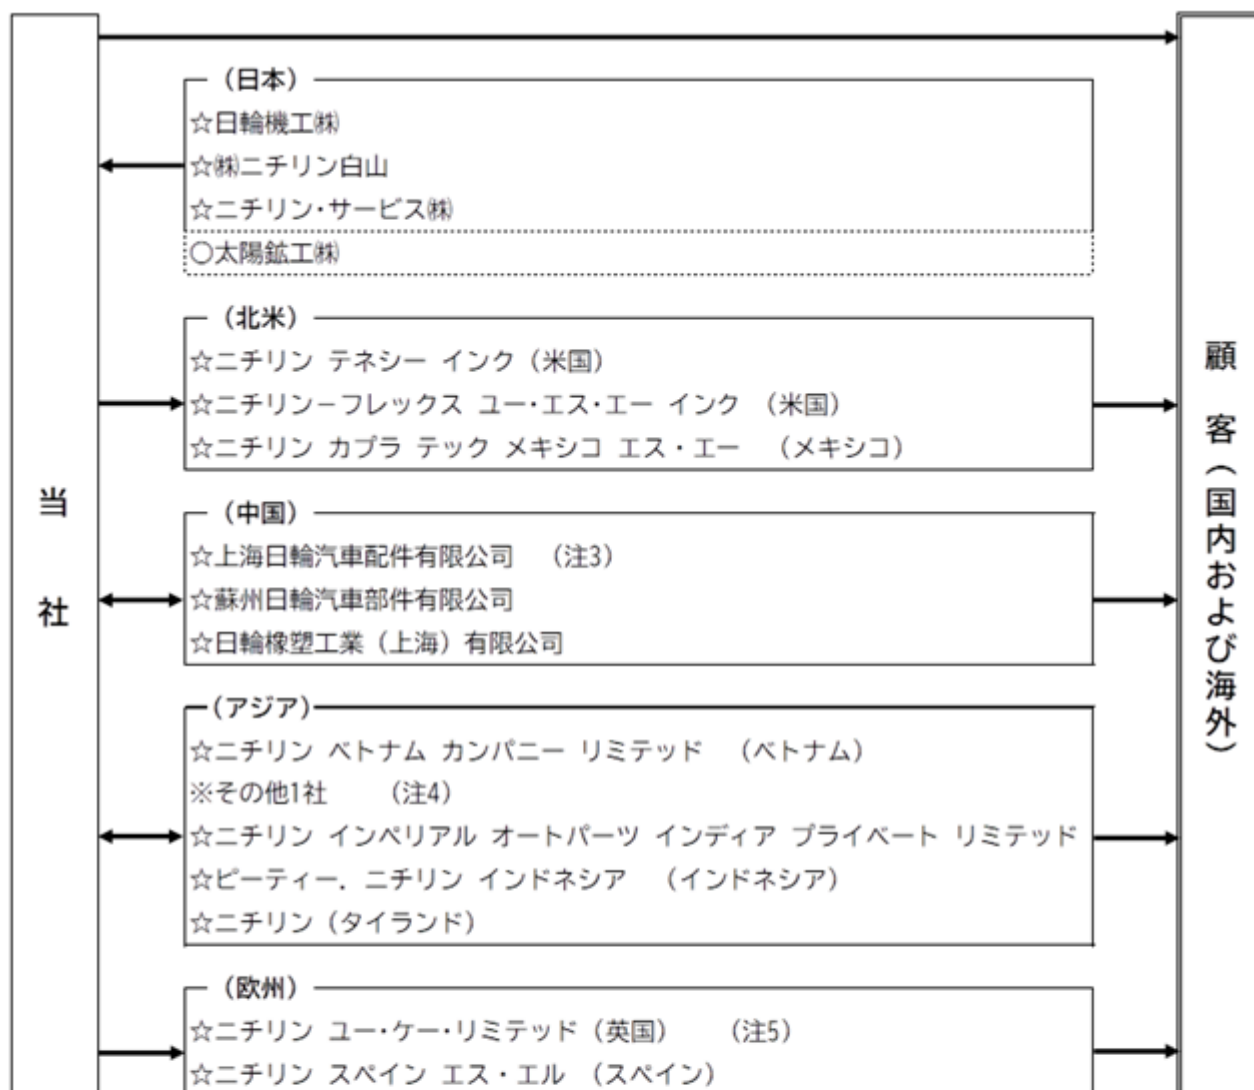 当社
（日本）
☆日輪機工㈱
☆㈱ニチリン白山
☆ニチリン・サービス㈱
○太陽鉱工㈱
（北米）
☆ニチリン テネシー インク（米国）
☆ニチリン－フレックス ユー・エス・エー インク （米国）
☆ニチリン カプラ テック メキシコ エス・エー （メキシコ）
（中国）
☆上海日輪汽車配件有限公司 （注3）
☆蘇州日輪汽車部件有限公司
☆日輪橡塑工業（上海）有限公司
（アジア）
☆ニチリン ベトナム カンパニー リミテッド （ベトナム）
※その他1社 （注4）
☆ニチリン インペリアル オートパーツ インディア プライベート リミテッド
☆ピーティー．ニチリン インドネシア （インドネシア）
☆ニチリン（タイランド）
（欧州）
☆ニチリン ユー・ケー・リミテッド（英国） （注5）
☆ニチリン スペイン エス・エル （スペイン）
顧客（国内および海外）